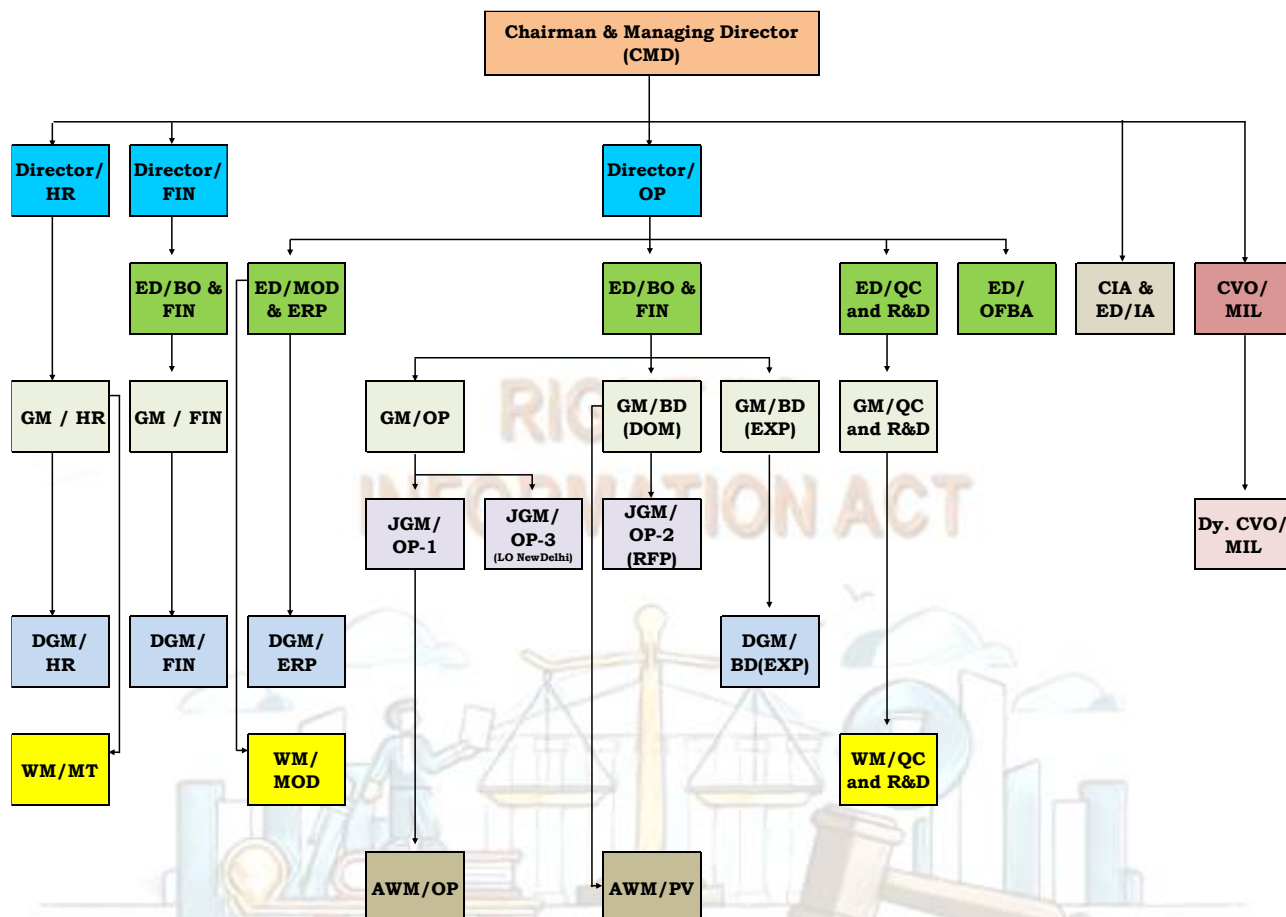 Chairman & Managing Director
(CMD)
Director/
HR
Director/
FIN
Director/
OP
ED/BO &
FIN
ED/MOD
& ERP
ED/BO &
FIN
ED/QC
and R&D
ED/
OFBA
CIA &
ED/IA
CVO/
MIL
GM / HR
GM / FIN
GM/OP
GM/BD
(DOM)
GM/BD
(EXP)
GM/QC
and R&D
JGM/
OP-1
JGM/
OP-3
(LO NewDelhi)
JGM/
OP-2
(RFP)
Dy. CVO/
MIL
DGM/
HR
DGM/
FIN
DGM/
ERP
DGM/
BD(EXP)
WM/MT
WM/
MOD
WM/QC
and R&D
AWM/OP
AWM/PV
INFORMATION ACT